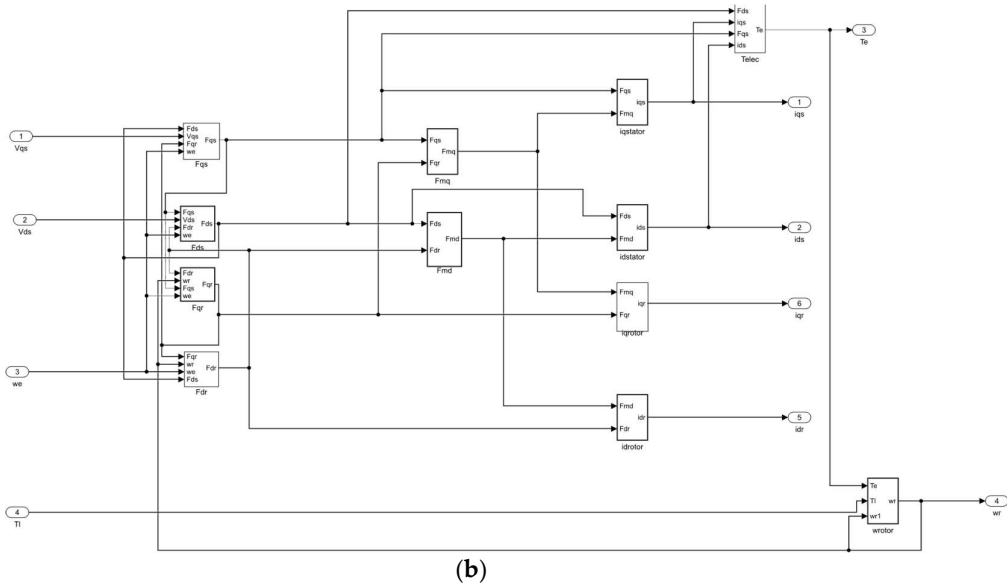 Fds
iqs
Fqs
ids
Te
Telec
3
Te
Fqs
Fmq
iqs
iqstator
1
iqs
1
Vqs
Fds
Vqs
Fqr
we
Fqs
Fqs
Fqs
Fqr
Fmq
Fmq
2
Vds
Fqs
Vds
Fdr
we
Fds
Fds
Fds
Fdr
Fmd
Fmd
Fds
Fmd
ids
idstator
2
ids
Fdr
wr
Fqs
we
Fqr
Fqr
Fmq
Fqr
iqr
iqrotor
6
iqr
3
we
Fqr
wr
we
Fds
Fdr
Fdr
Fmd
Fdr
idr
idrotor
5
idr
4
Tl
Te
Tl
wr1
wr
wrotor
4
wr
(b)